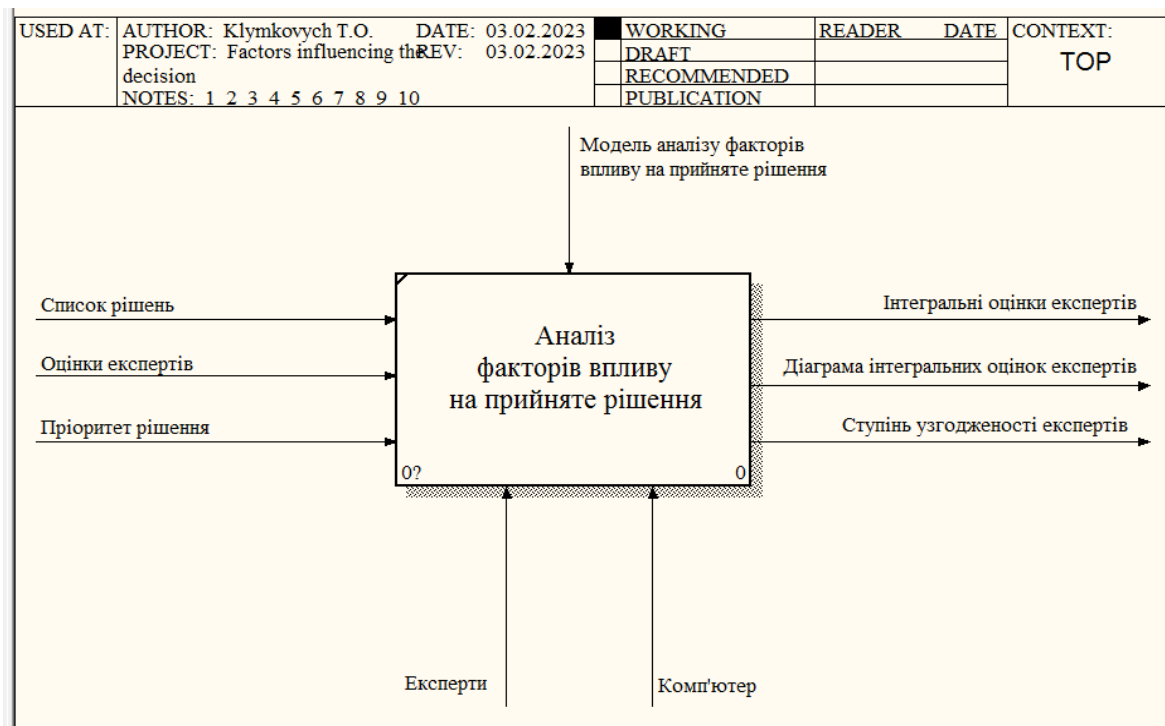 USED AT:
AUTHOR: Klymkovych T.O.
DATE: 03.02.2023
PROJECT: Factors influencing the
REV: 03.02.2023
decision
NOTES: 1 2 3 4 5 6 7 8 9 10
WORKING
DRAFT
RECOMMENDED
PUBLICATION
READER DATE
CONTEXT:
TOP
Модель аналізу факторів
впливу на прийняте рішення
Список рішень
Оцінки експертів
Пріоритет рішення
Аналіз
факторів впливу
на прийняте рішення
0?
0
Інтегральні оцінки експертів
Діаграма інтегральних оцінок експертів
Ступінь узгодженості експертів
Експерти
Комп'ютер